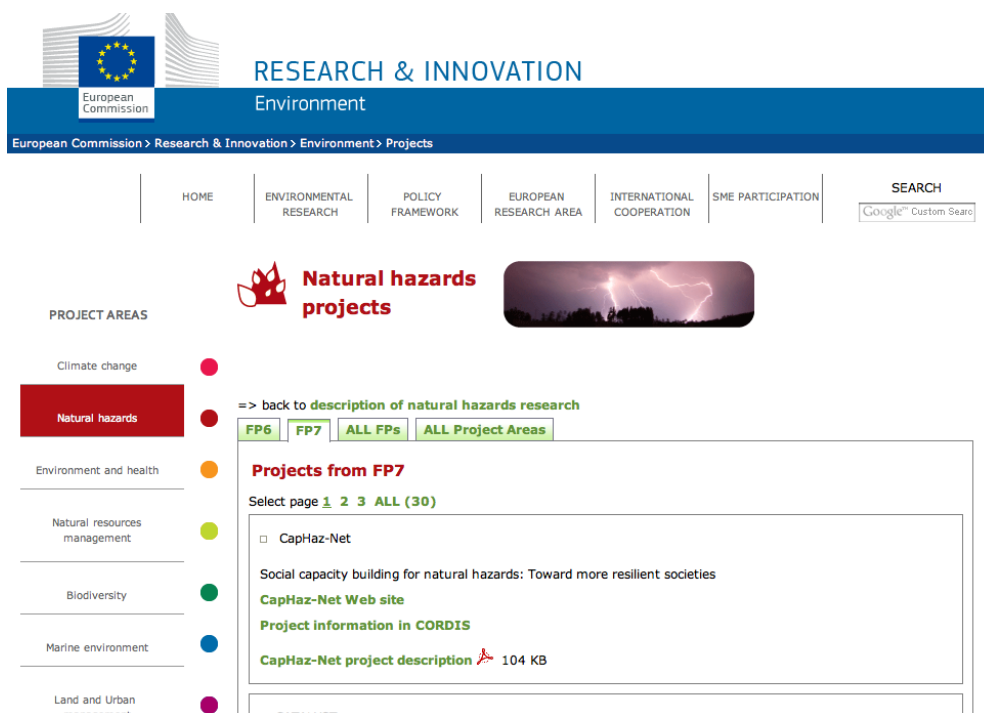 European
Commission
RESEARCH & INNOVATION
Environment
European Commission > Research & Innovation > Environment > Projects
HOME
ENVIRONMENTAL
RESEARCH
POLICY
FRAMEWORK
EUROPEAN
RESEARCH AREA
INTERNATIONAL
COOPERATION
SME PARTICIPATION
SEARCH
Google™ Custom Searc
PROJECT AREAS
Climate change
Natural hazards
Environment and health
Natural resources
management
Biodiversity
Marine environment
Land and Urban
Natural hazards
projects
=> back to description of natural hazards research
FP6 FP7 ALL FPs ALL Project Areas
Projects from FP7
Select page 1 2 3 ALL (30)
CapHaz-Net
Social capacity building for natural hazards: Toward more resilient societies
CapHaz-Net Web site
Project information in CORDIS
CapHaz-Net project description 104 KB